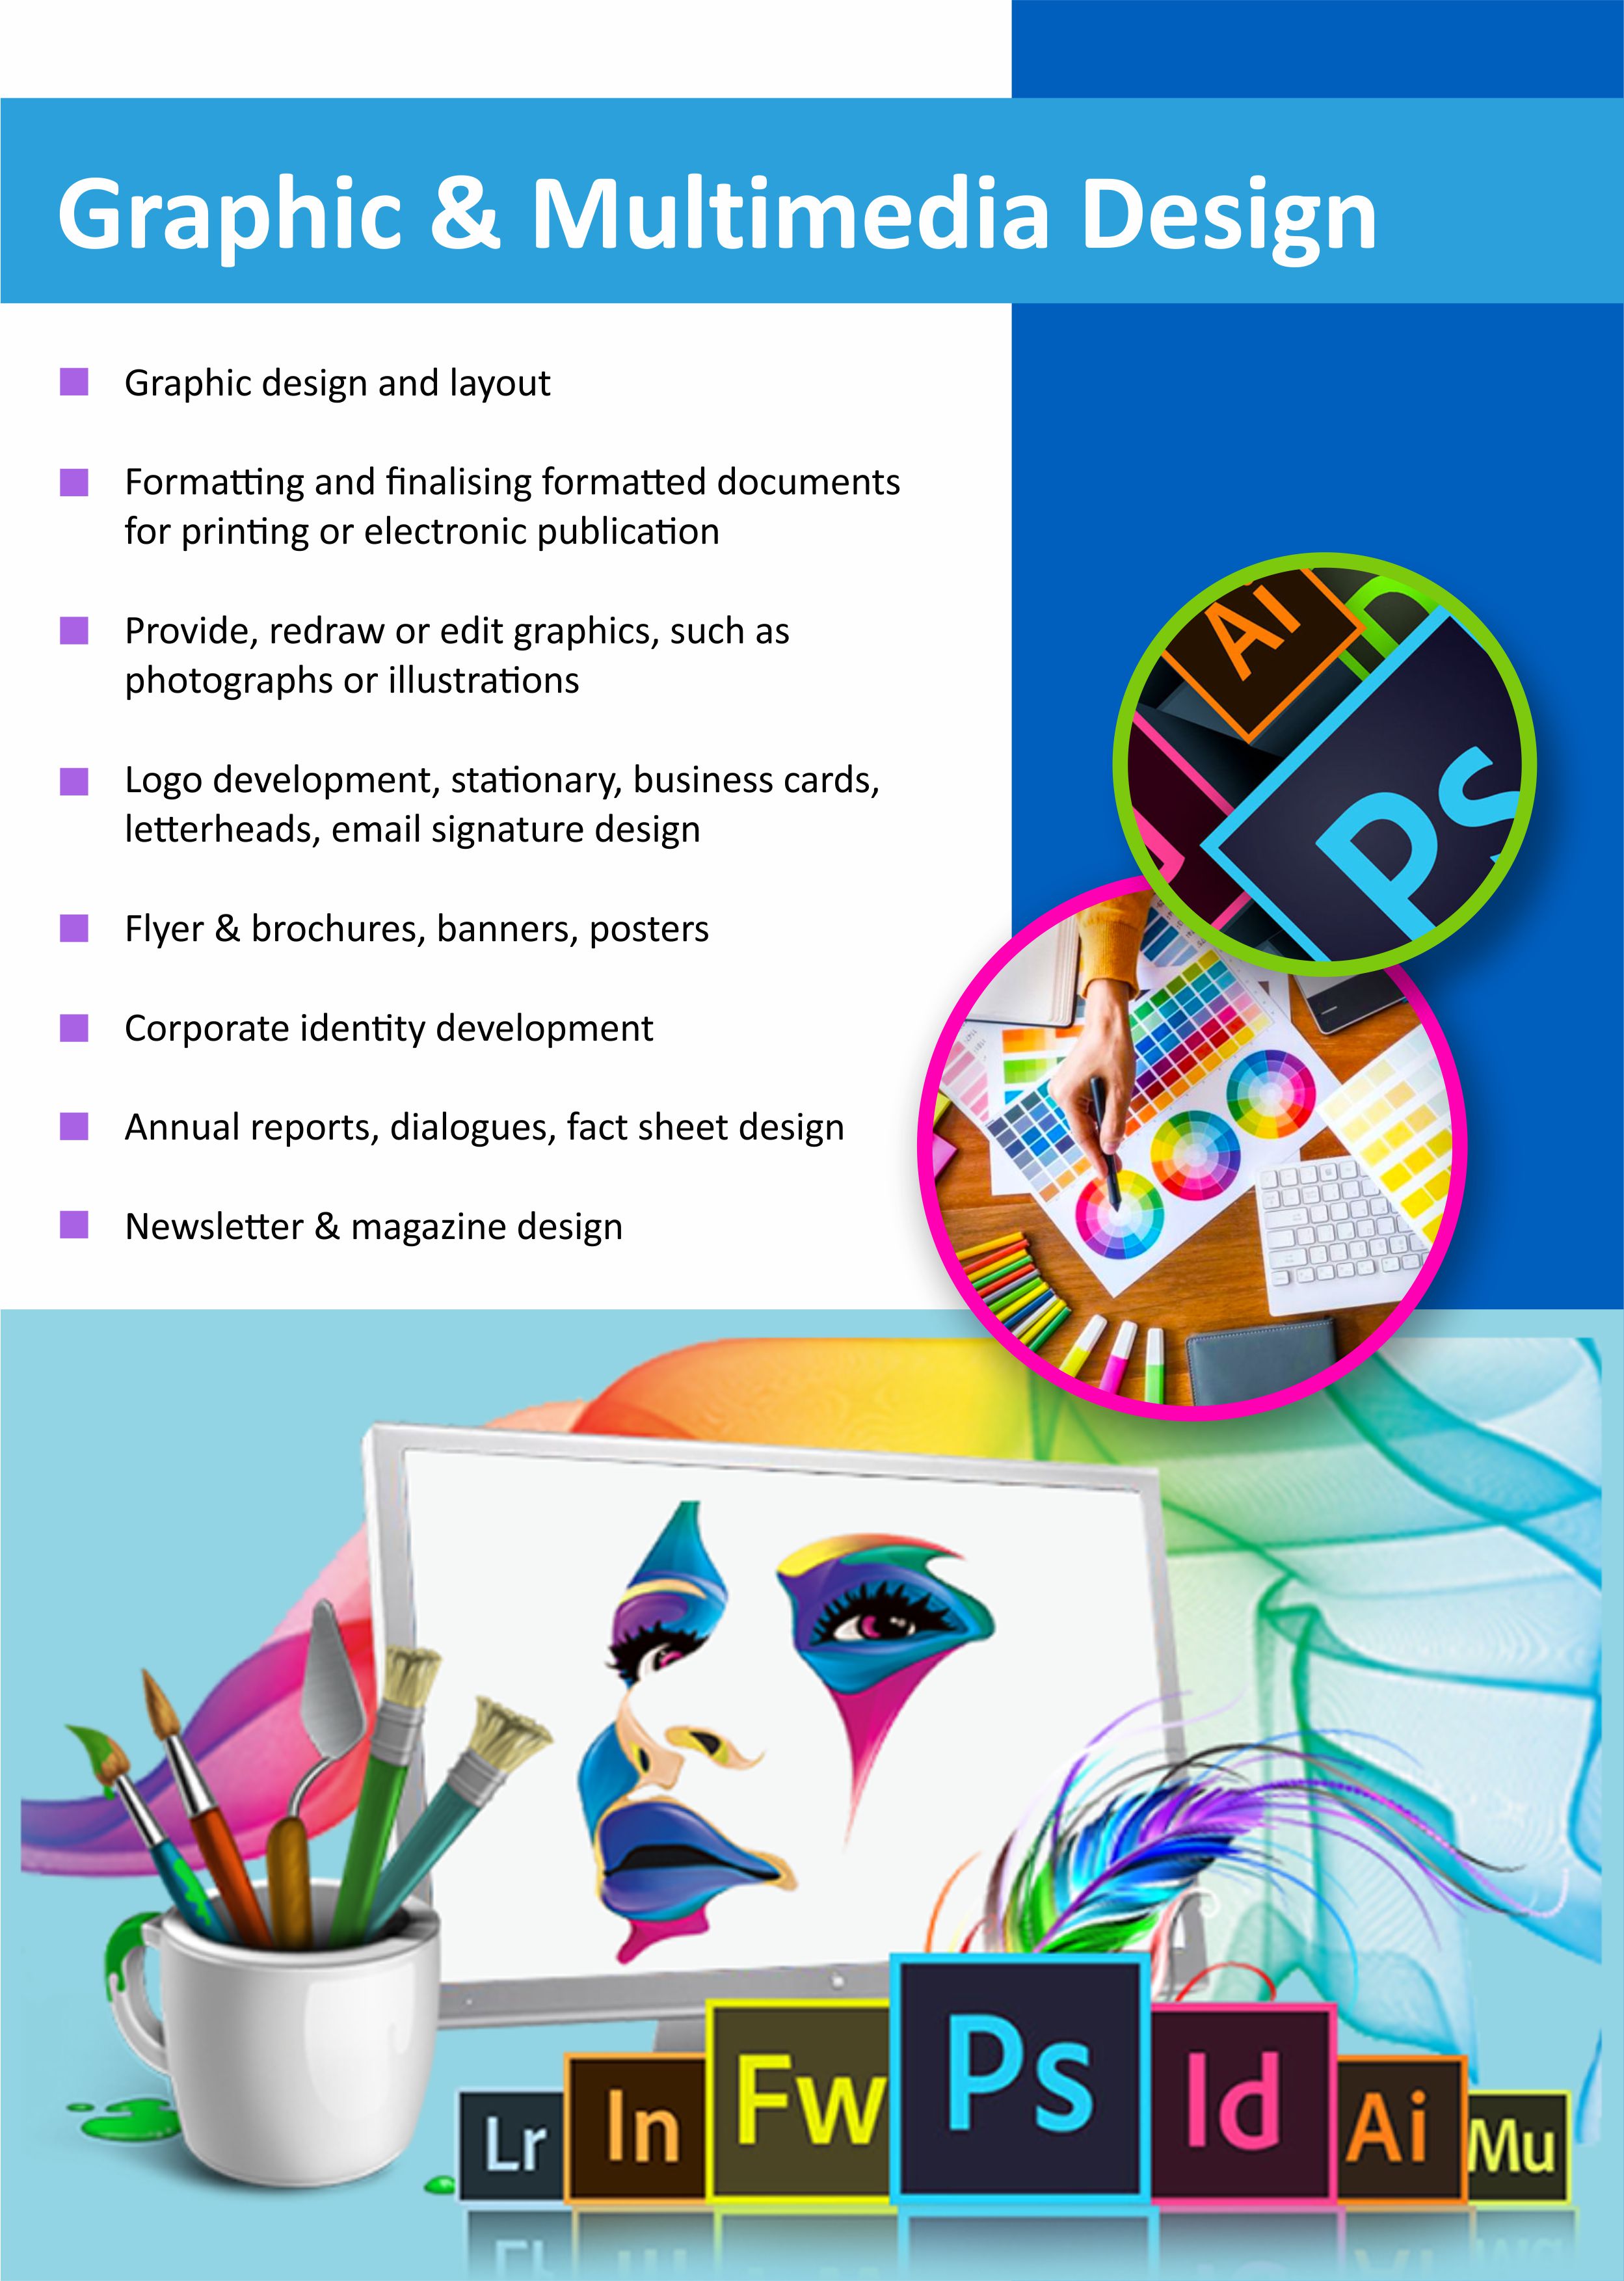 Graphic & Multimedia Design
Graphic design and layout
Formatting and finalising formatted documents
for printing or electronic publication
Provide, redraw or edit graphics, such as
photographs or illustrations
Logo development, stationary, business cards,
letterheads, email signature design
Flyer & brochures, banners, posters
Corporate identity development
Annual reports, dialogues, fact sheet design
Newsletter & magazine design
Ai
Ps
Lr
In
Fw
Ps
Id
Ai
Mu